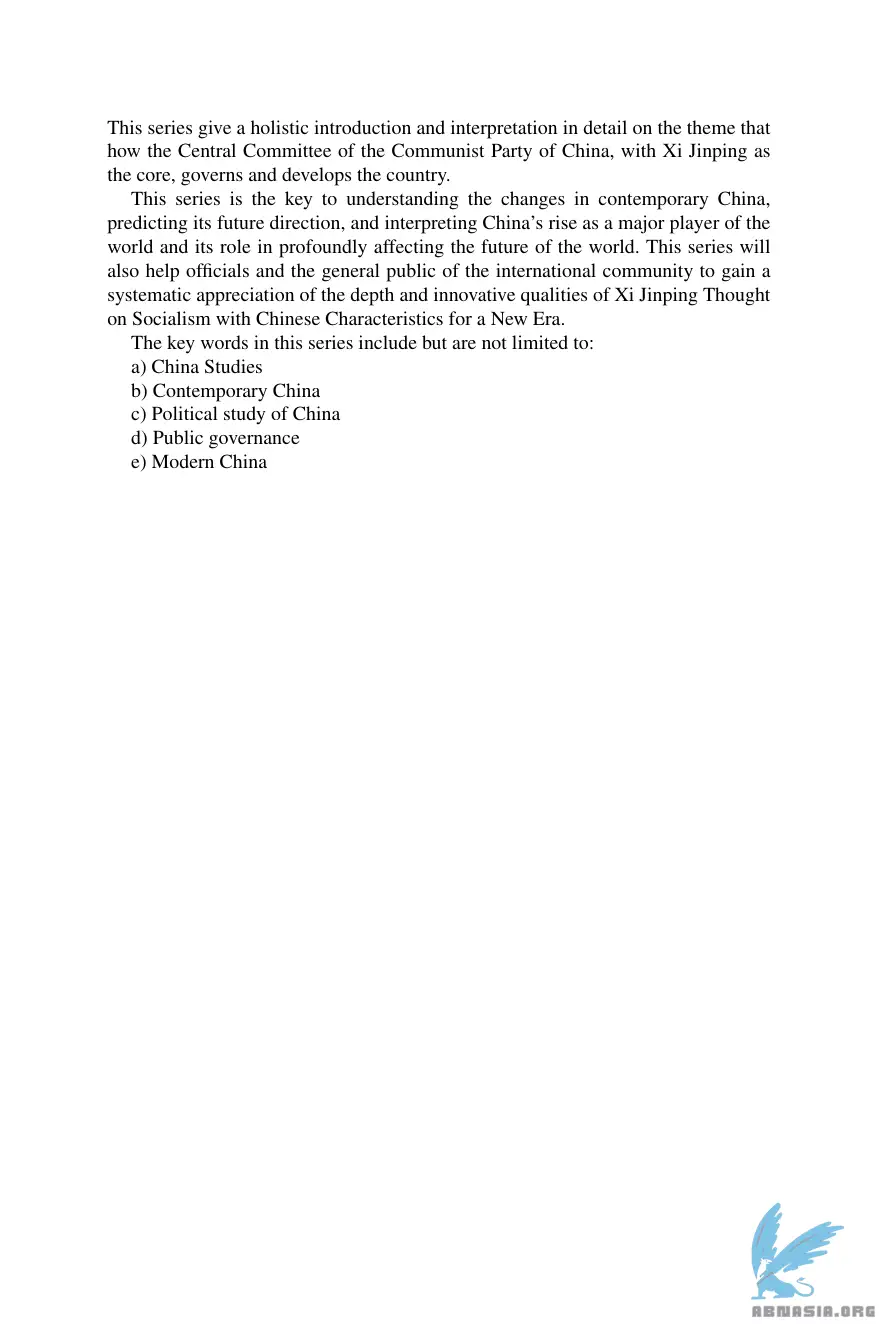 This series give a holistic introduction and interpretation in detail on the theme that
how the Central Committee of the Communist Party of China, with Xi Jinping as
the core, governs and develops the country.
This series is the key to understanding the changes in contemporary China,
predicting its future direction, and interpreting China’s rise as a major player of the
world and its role in profoundly affecting the future of the world. This series will
also help officials and the general public of the international community to gain a
systematic appreciation of the depth and innovative qualities of Xi Jinping Thought
on Socialism with Chinese Characteristics for a New Era.
The key words in this series include but are not limited to:
a) China Studies
b) Contemporary China
c) Political study of China
d) Public governance
e) Modern China
ABNASIA.ORG